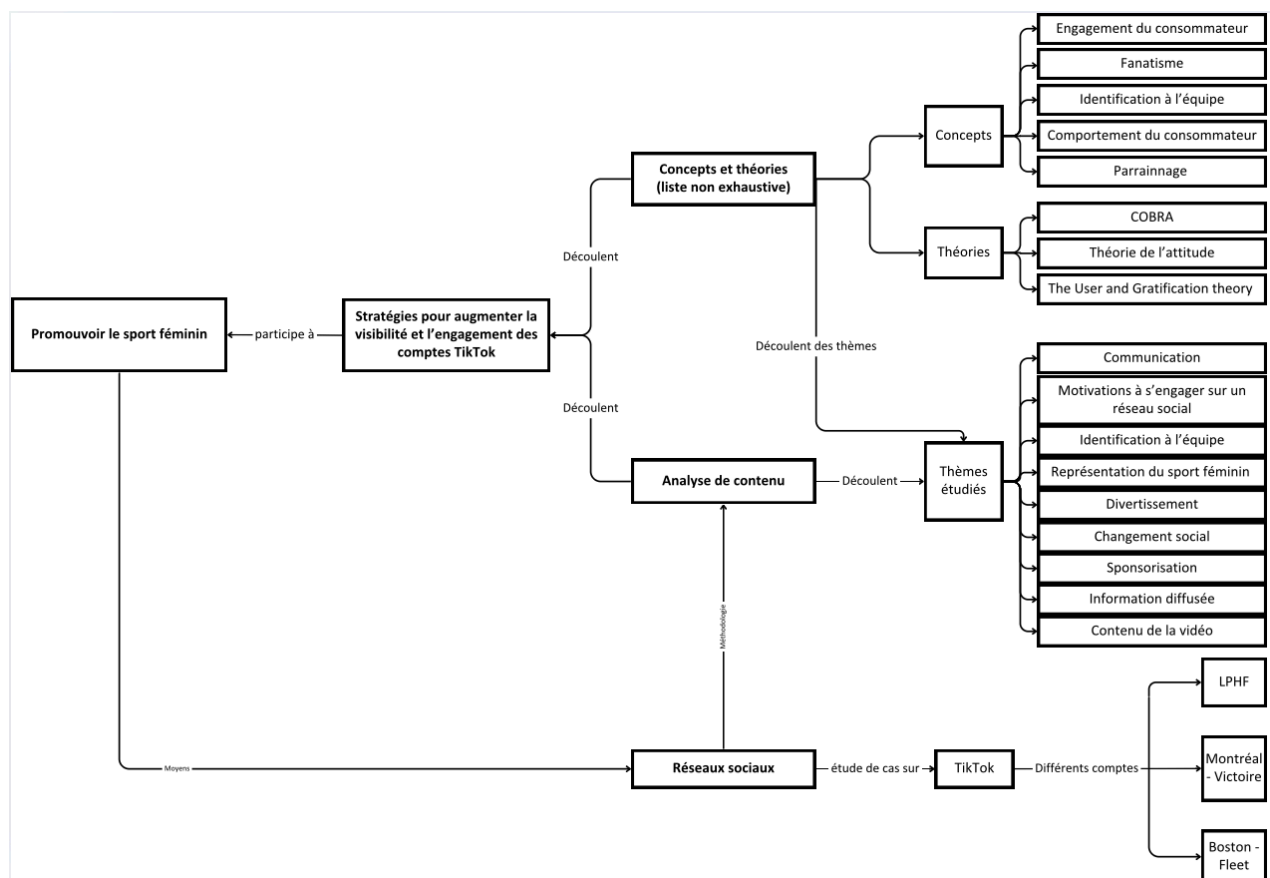 Engagement du consommateur
Fanatisme
Identification à l'équipe
Concepts
Comportement du consommateur
Parrainnage
Concepts et théories
(liste non exhaustive)
COBRA
Théories
Théorie de l'attitude
The User and Gratification theory
Découlent
Promouvoir le sport féminin
participe à
Stratégies pour augmenter la
visibilité et l'engagement des
comptes TikTok
Découlent des thèmes
Découlent
Communication
Motivations à s'engager sur un
réseau social
Identification à l'équipe
Représentation du sport féminin
Analyse de contenu
Découlent
Thèmes
étudiés
Divertissement
Changement social
Sponsorisation
Information diffusée
Contenu de la vidéo
Méthodologie
LPHF
Moyens
Réseaux sociaux
étude de cas sur
TikTok
Différents comptes
Montréal
- Victoire
Boston -
Fleet